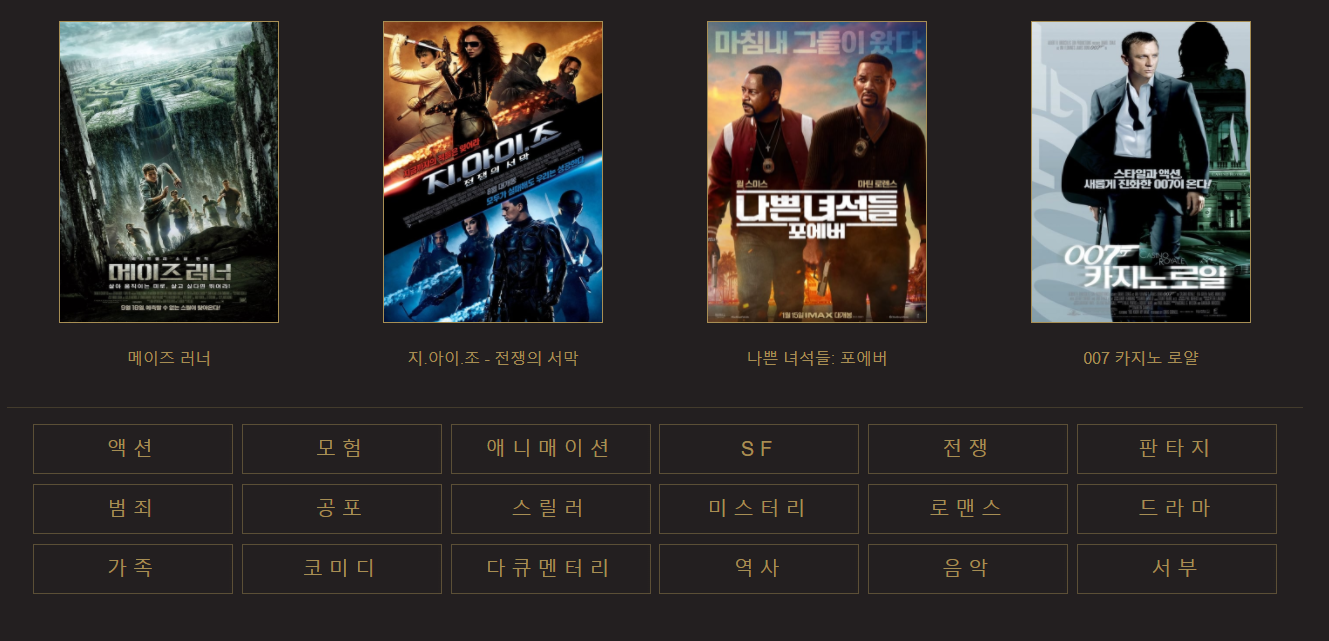 메이즈 러너
살아 움직이는 미로, 살고 싶다면 뛰어라!
지.아이.조
전쟁의 서막
마침내 그들이 왔다
윌 스미스 마틴 로렌스
나쁜 녀석들
포에버
1월 15일 IMAX 대개봉
스타일과 액션,
새롭게 진화한 007이 온다!
007
카지노 로얄
메이즈 러너
지.아이.조 - 전쟁의 서막
나쁜 녀석들: 포에버
007 카지노 로얄
액션 모험 애니매이션 SF 전쟁 판타지
범죄 공포 스릴러 미스터리 로맨스 드라마
가족 코미디 다큐멘터리 역사 음악 서부